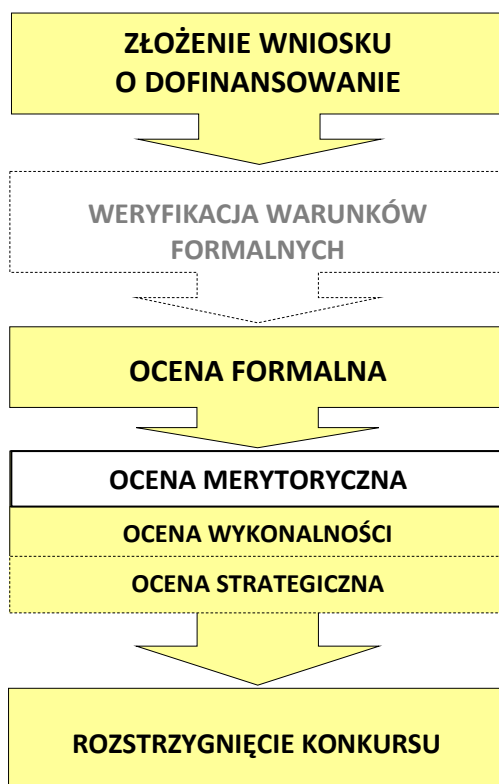 ZŁOŻENIE WNIOSKU
O DOFINANSOWANIE
WERYFIKACJA WARUNKÓW
FORMALNYCH
OCENA FORMALNA
OCENA MERYTORYCZNA
OCENA WYKONALNOŚCI
OCENA STRATEGICZNA
ROZSTRZYGNIĘCIE KONKURSU